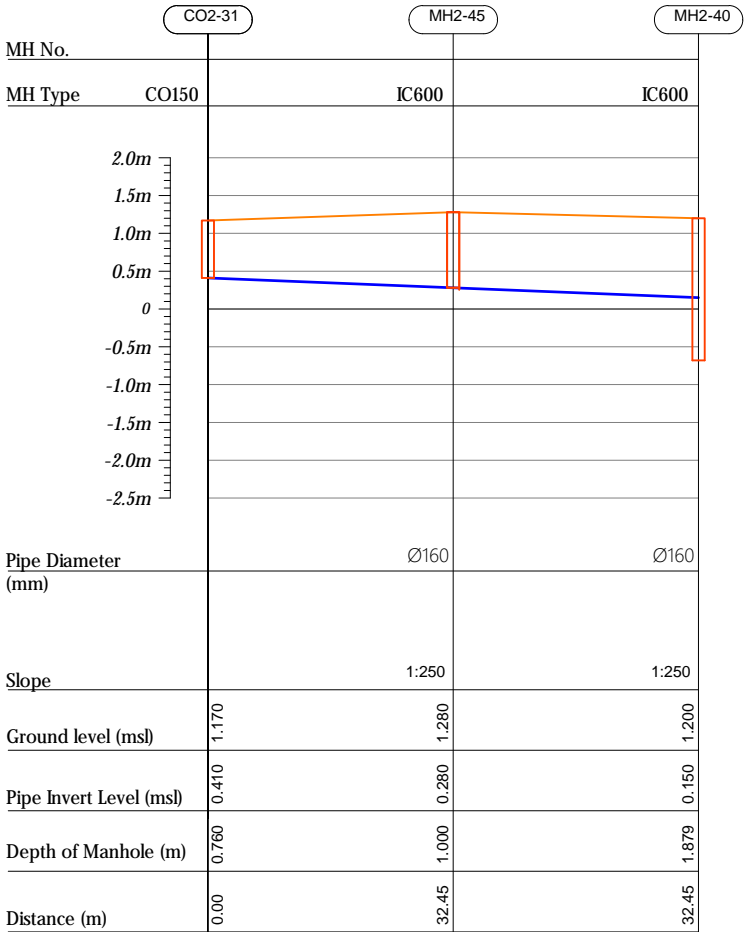 CO2-31 MH2-45 MH2-40
MH No.
MH Type CO150 IC600 IC600
2.0m
1.5m
1.0m
0.5m
0
-0.5m
-1.0m
-1.5m
-2.0m
-2.5m
Pipe Diameter Ø160 Ø160
(mm)
Slope 1:250 1:250
Ground level (msl) 1.170 1.280 1.200
Pipe Invert Level (msl) 0.410 0.280 0.150
Depth of Manhole (m) 0.760 1.000 1.879
Distance (m) 0.00 32.45 32.45